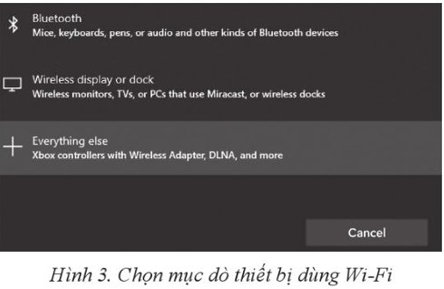 Bluetooth
Mice, keyboards, pens, or audio and other kinds of Bluetooth devices
Wireless display or dock
Wireless monitors, TVs, or PCs that use Miracast, or wireless docks
Everything else
Xbox controllers with Wireless Adapter, DLNA, and more
Cancel
Hình 3. Chọn mục dò thiết bị dùng Wi-Fi